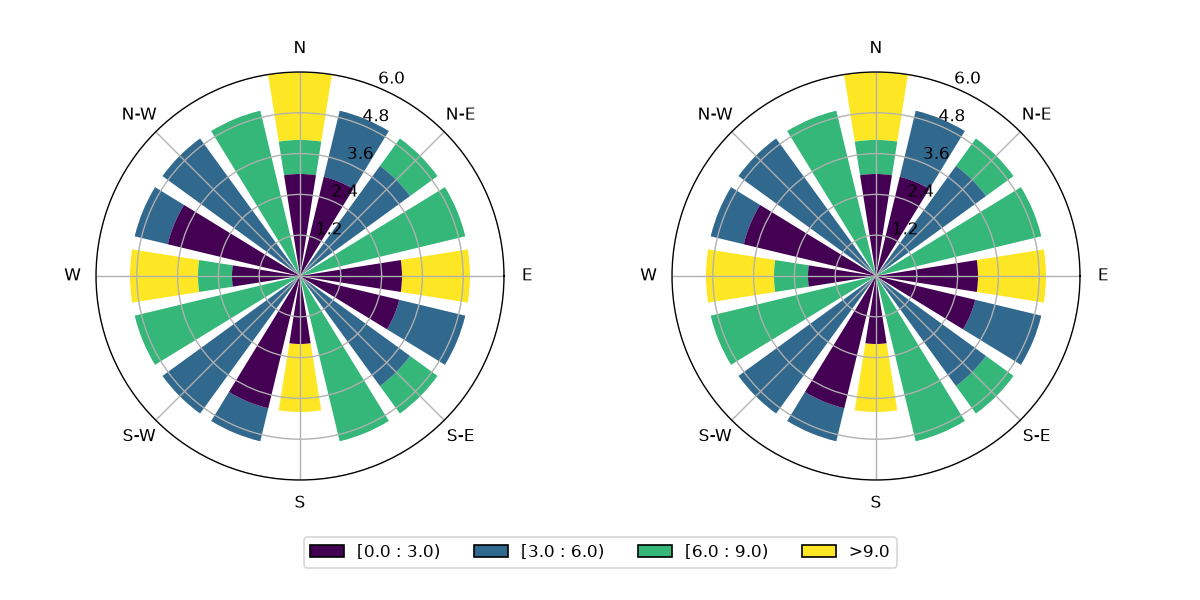 N
N
6.0
6.0
N-W
4.8
N-E
N-W
4.8
N-E
3.6
3.6
2.4
2.4
1.2
1.2
W
E
W
E
S-W
S-E
S-W
S-E
S
S
[0.0 : 3.0) [3.0 : 6.0) [6.0 : 9.0) >9.0